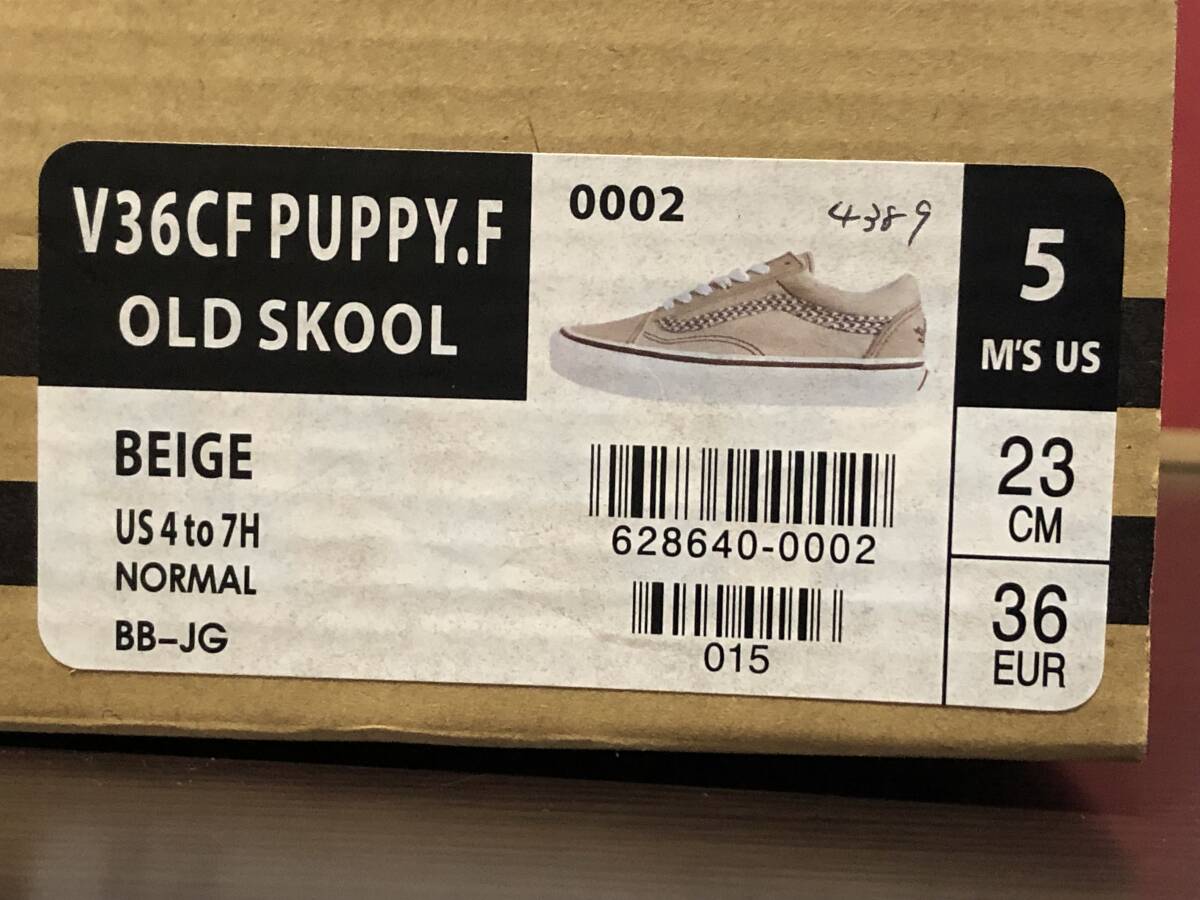 V36CF PUPPY.F
OLD SKOOL
0002
4389
5
M'S US
BEIGE
US 4 to 7H
NORMAL
BB-JG
628640-0002
015
23
CM
36
EUR